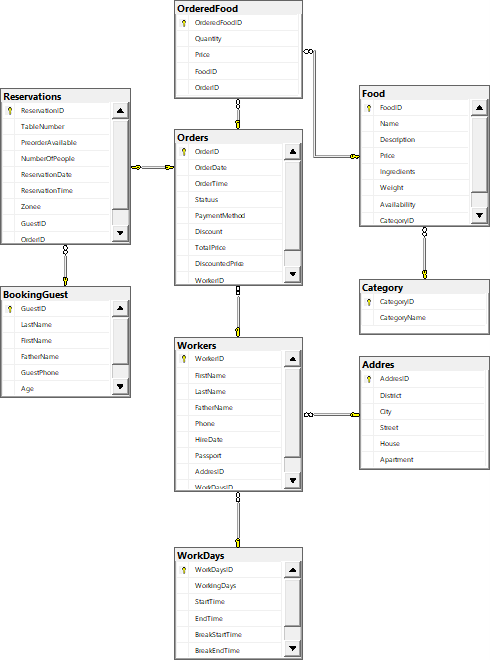 OrderedFood
OrderedFoodID
Quantity
Price
FoodID
OrderID
Reservations
ReservationID
TableNumber
PreorderAvailable
NumberOfPeople
ReservationDate
ReservationTime
Zonee
GuestID
OrderID
Orders
OrderID
OrderDate
OrderTime
Statuus
PaymentMethod
Discount
TotalPrice
DiscountedPrice
WorkerID
Food
FoodID
Name
Description
Price
Ingredients
Weight
Availability
CategoryID
BookingGuest
GuestID
LastName
FirstName
FatherName
GuestPhone
Age
Category
CategoryID
CategoryName
Workers
WorkerID
FirstName
LastName
FatherName
Phone
HireDate
Passport
AddresID
WorkDaysID
Addres
AddresID
District
City
Street
House
Apartment
WorkDays
WorkDaysID
WorkingDays
StartTime
EndTime
BreakStartTime
BreakEndTime